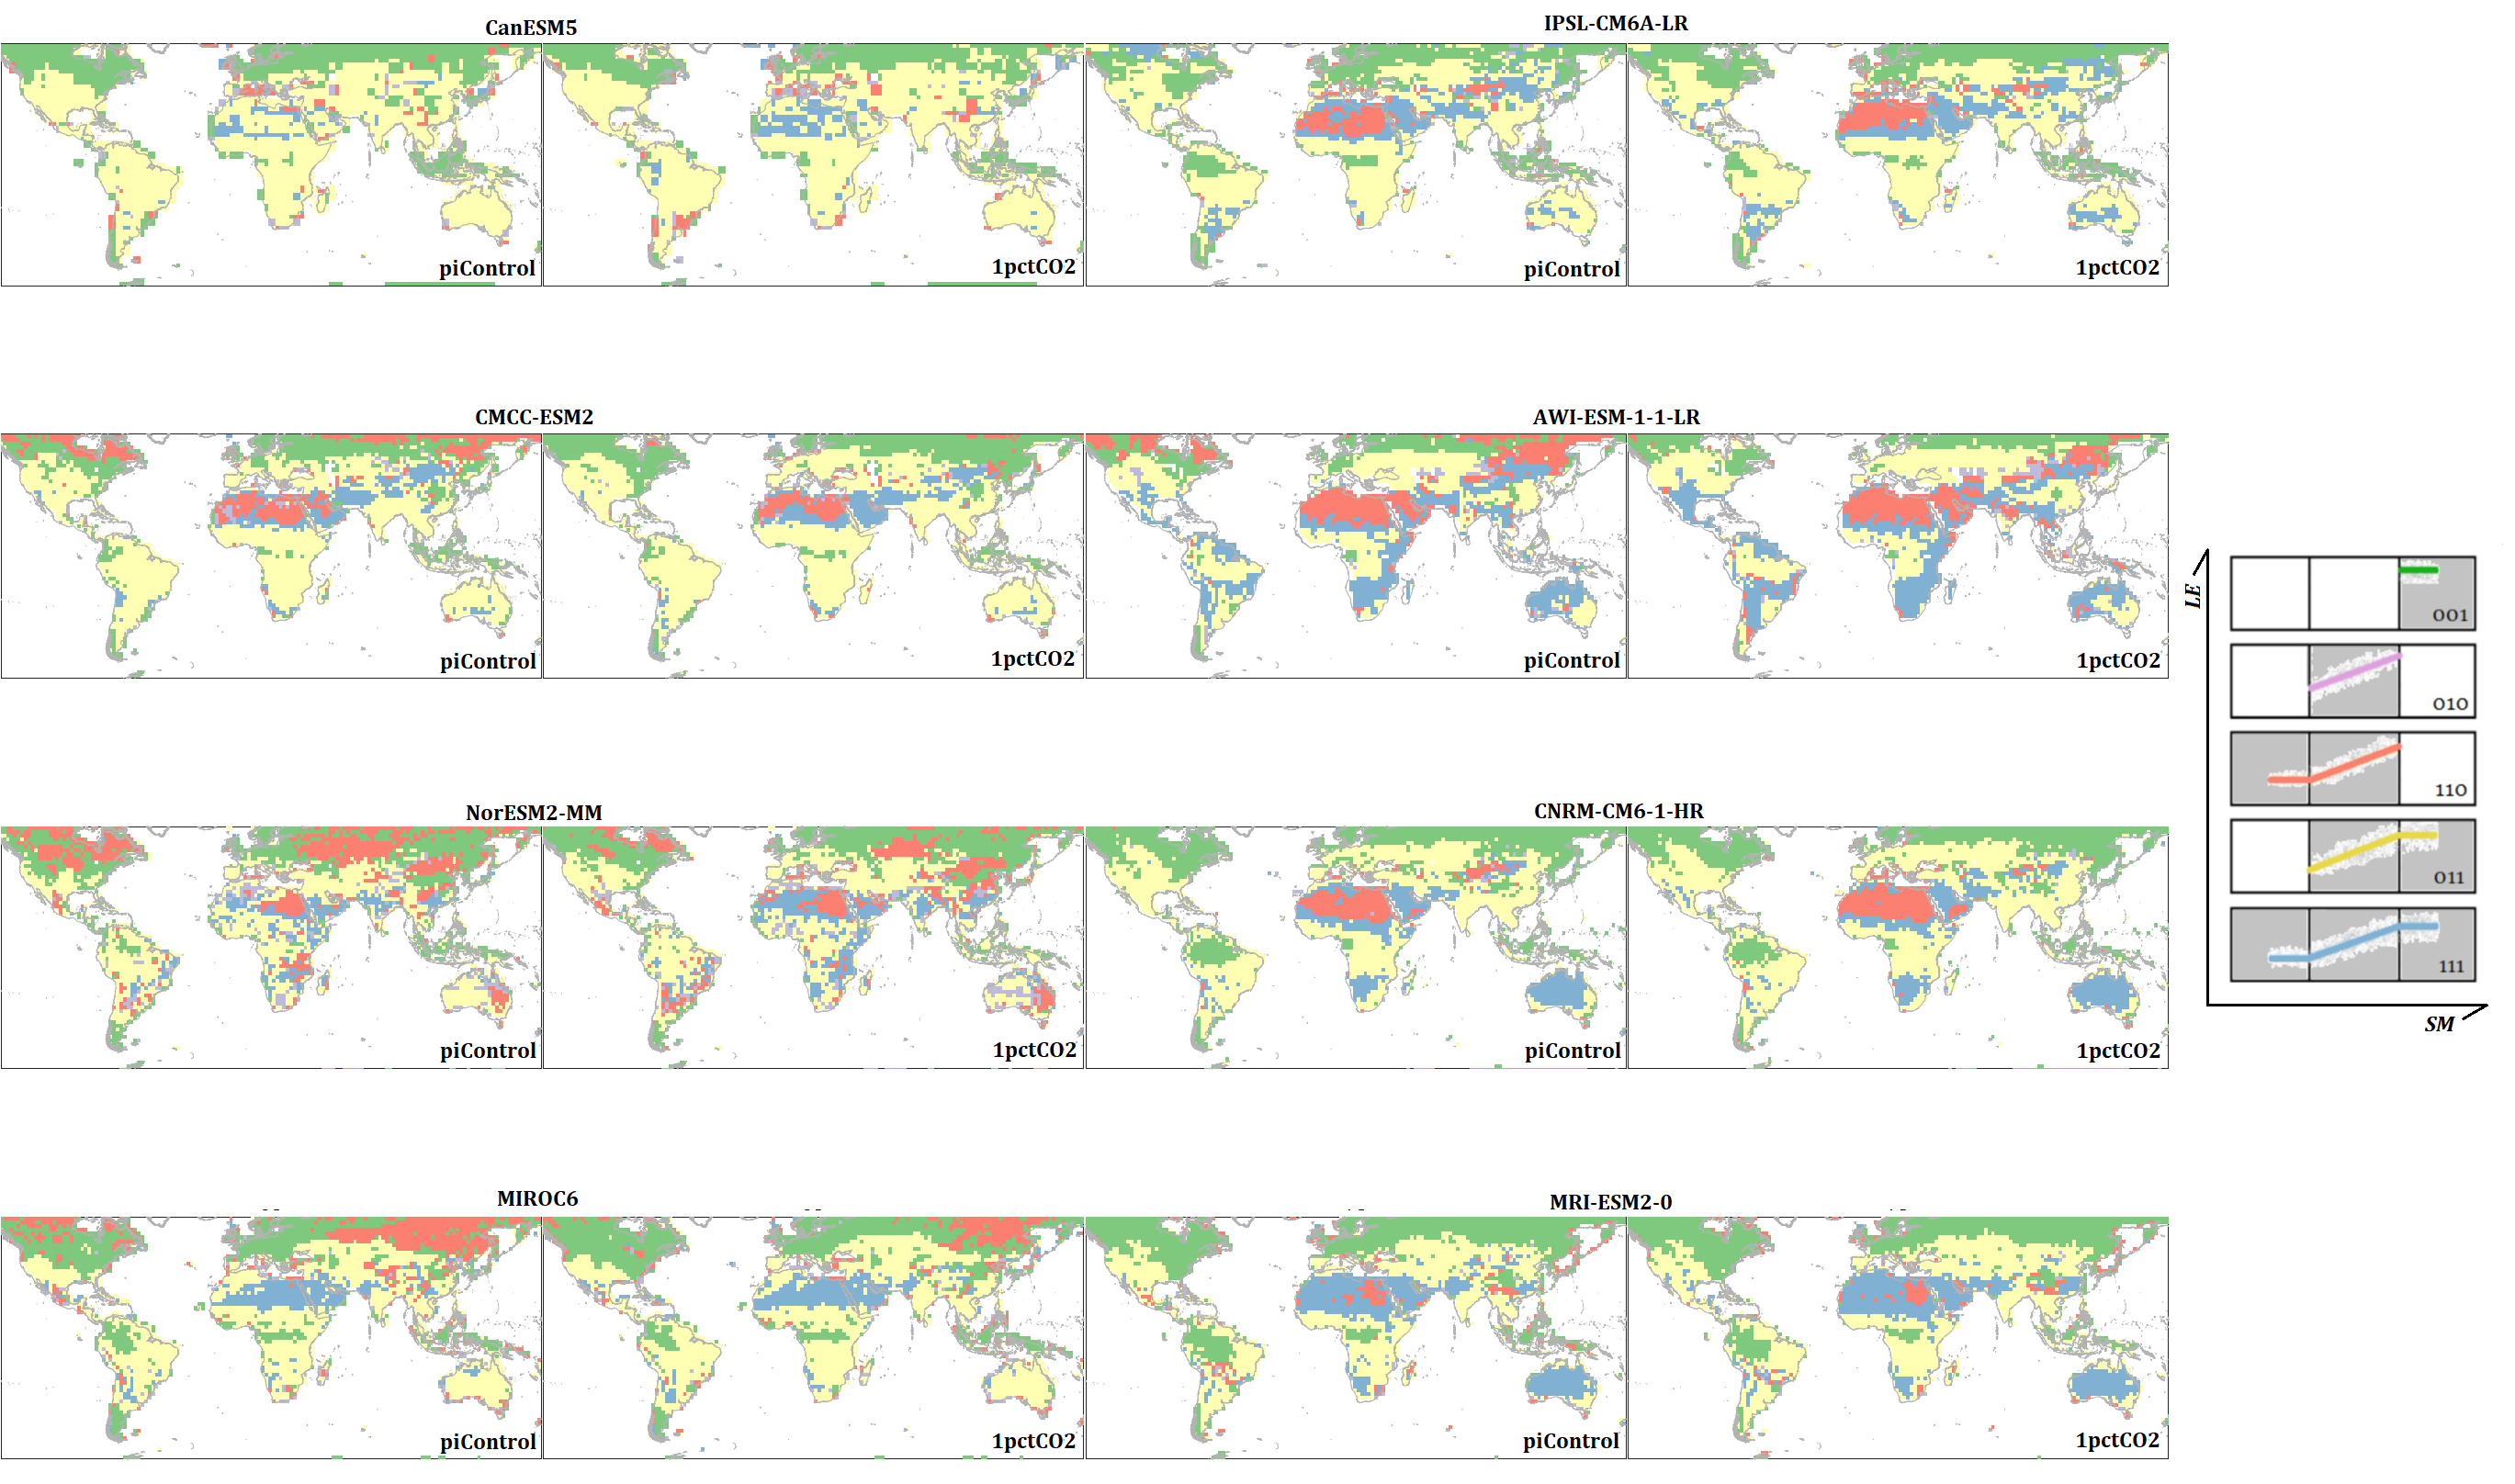 CanESM5
IPSL-CM6A-LR
piControl
1pctCO2
piControl
1pctCO2
CMCC-ESM2
AWI-ESM-1-1-LR
piControl
1pctCO2
piControl
1pctCO2
NorESM2-MM
CNRM-CM6-1-HR
piControl
1pctCO2
piControl
1pctCO2
MIROC6
MRI-ESM2-0
piControl
1pctCO2
piControl
1pctCO2
LE
001
010
110
011
111
SM